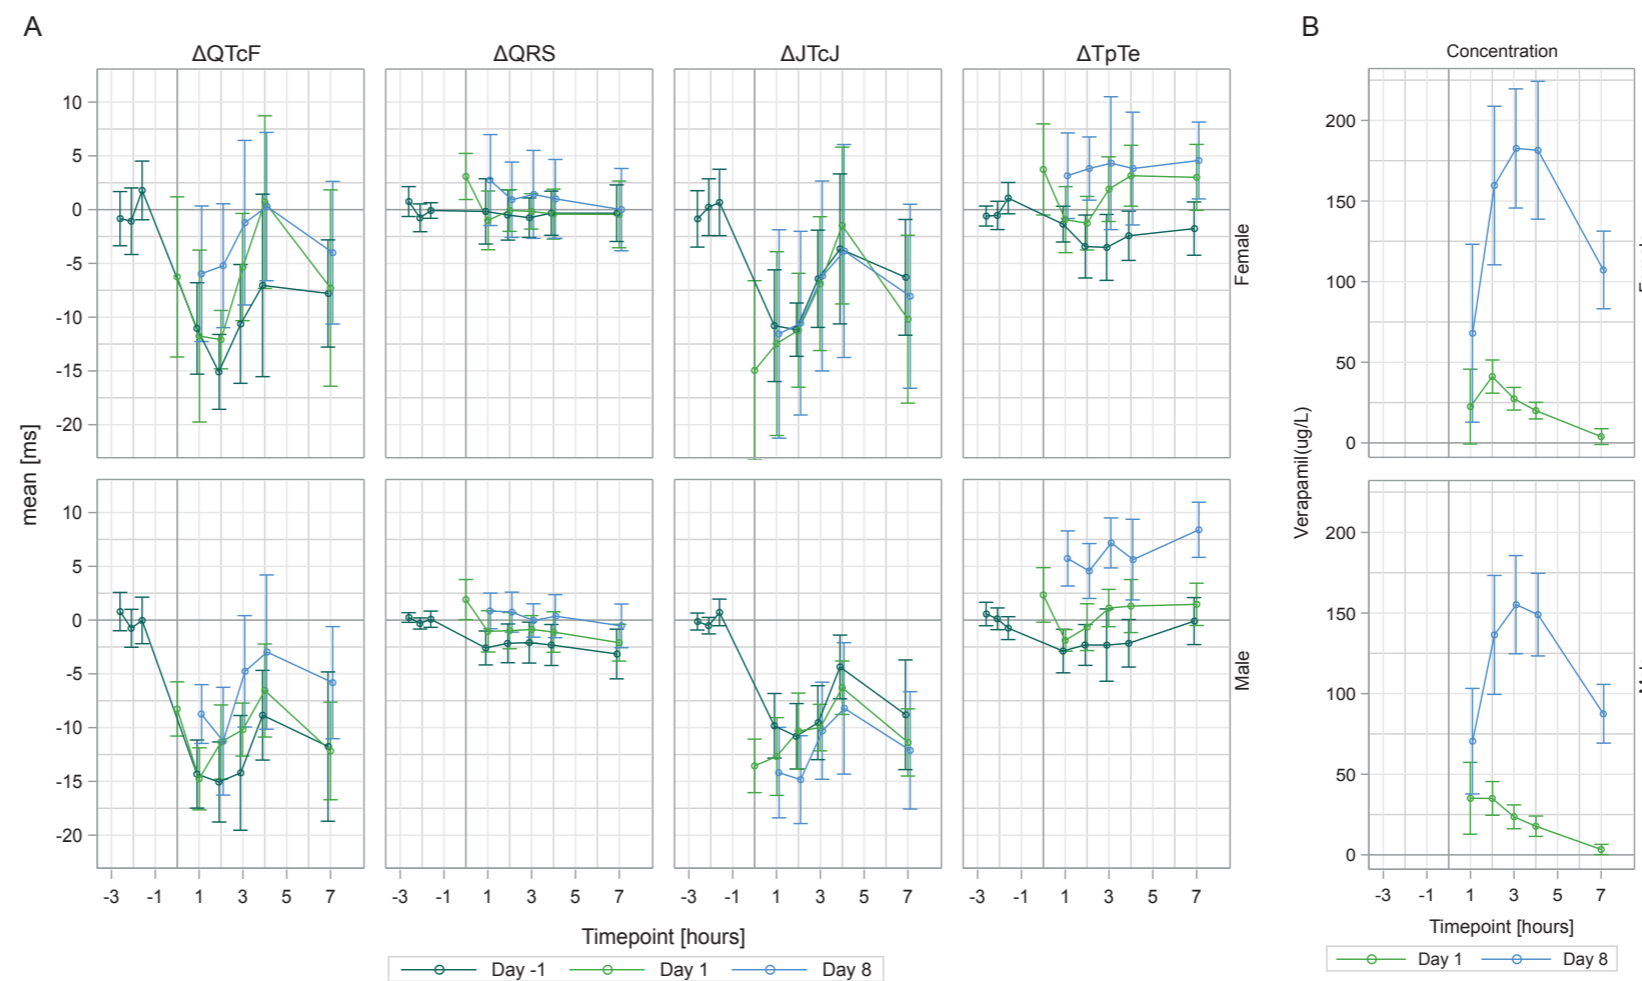 A
B
ΔQTcF
ΔQRS
ΔJTcJ
ΔTpTe
Concentration
10
5
0
-5
-10
-15
-20
Female
200
150
100
50
0
mean [ms]
Verapamil(ug/L)
10
5
0
-5
-10
-15
-20
Male
200
150
100
50
0
-3 -1 1 3 5 7
-3 -1 1 3 5 7
-3 -1 1 3 5 7
-3 -1 1 3 5 7
-3 -1 1 3 5 7
Timepoint [hours]
Timepoint [hours]
Day -1 Day 1 Day 8
Day 1 Day 8